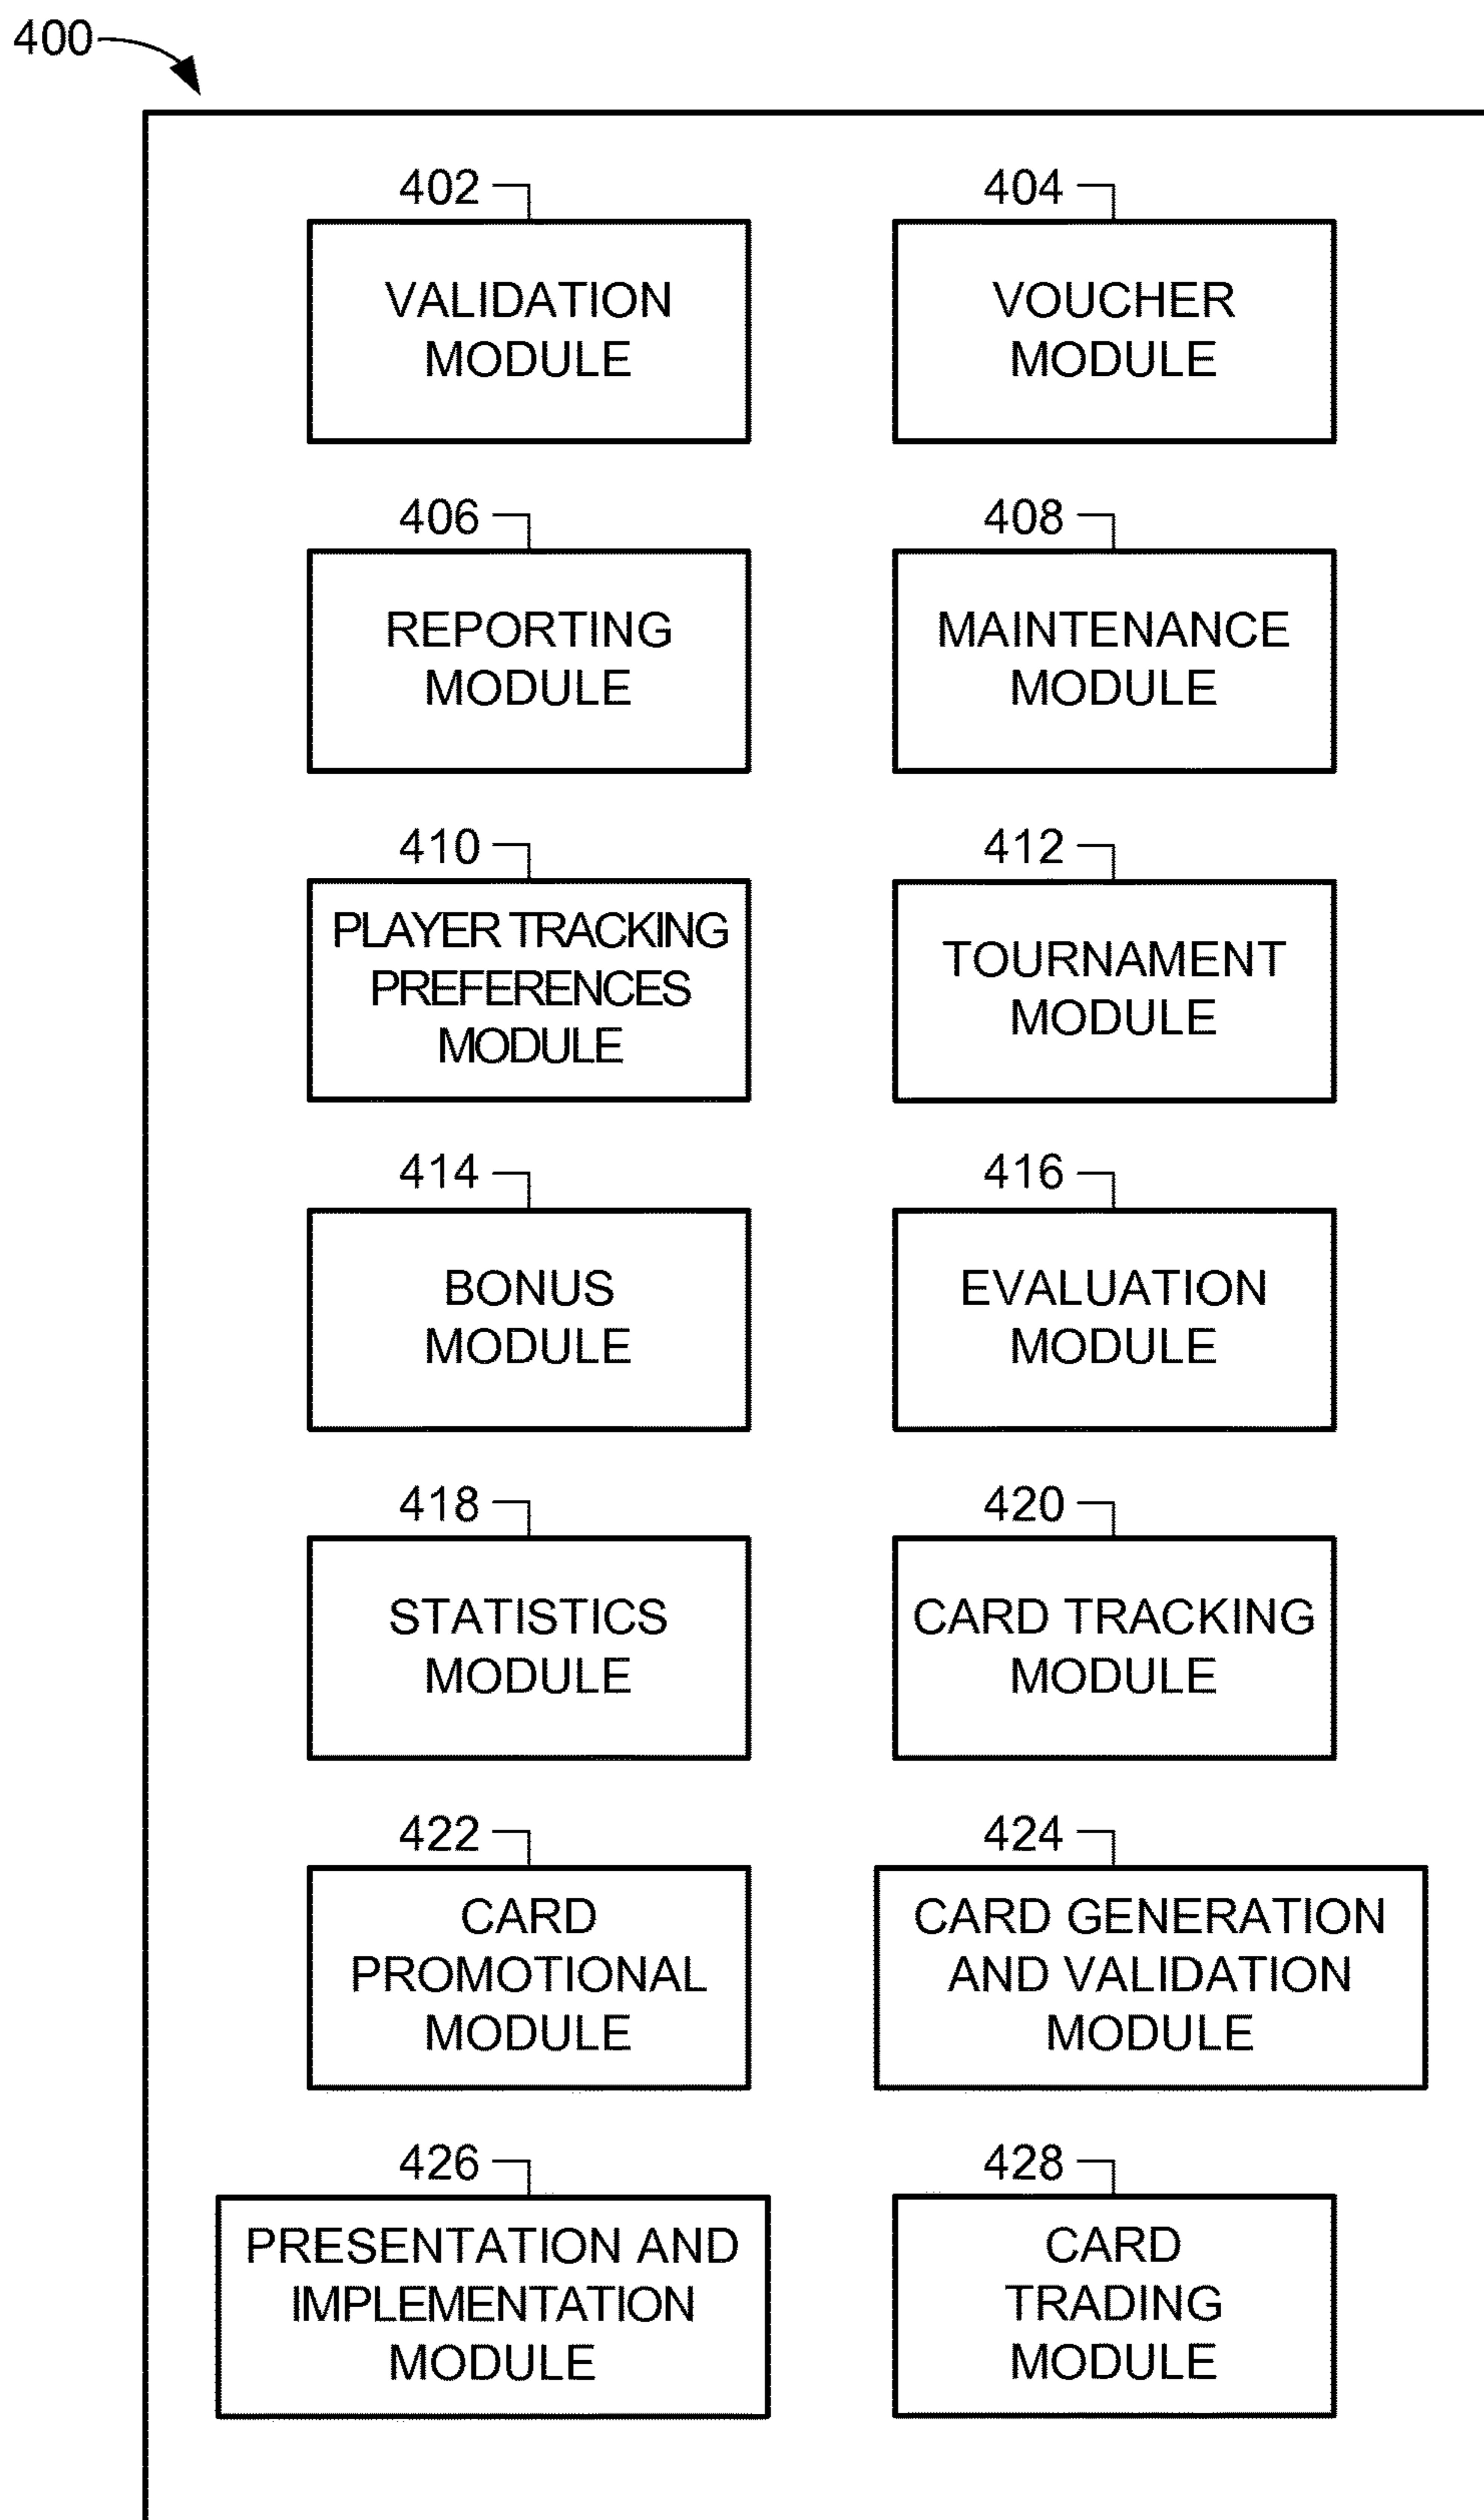 400
402
404
VALIDATION
MODULE
VOUCHER
MODULE
406
408
REPORTING
MODULE
MAINTENANCE
MODULE
410
412
PLAYER TRACKING
PREFERENCES
MODULE
TOURNAMENT
MODULE
414
416
BONUS
MODULE
EVALUATION
MODULE
418
420
STATISTICS
MODULE
CARD TRACKING
MODULE
422
424
CARD
PROMOTIONAL
MODULE
CARD GENERATION
AND VALIDATION
MODULE
426
428
PRESENTATION AND
IMPLEMENTATION
MODULE
CARD
TRADING
MODULE